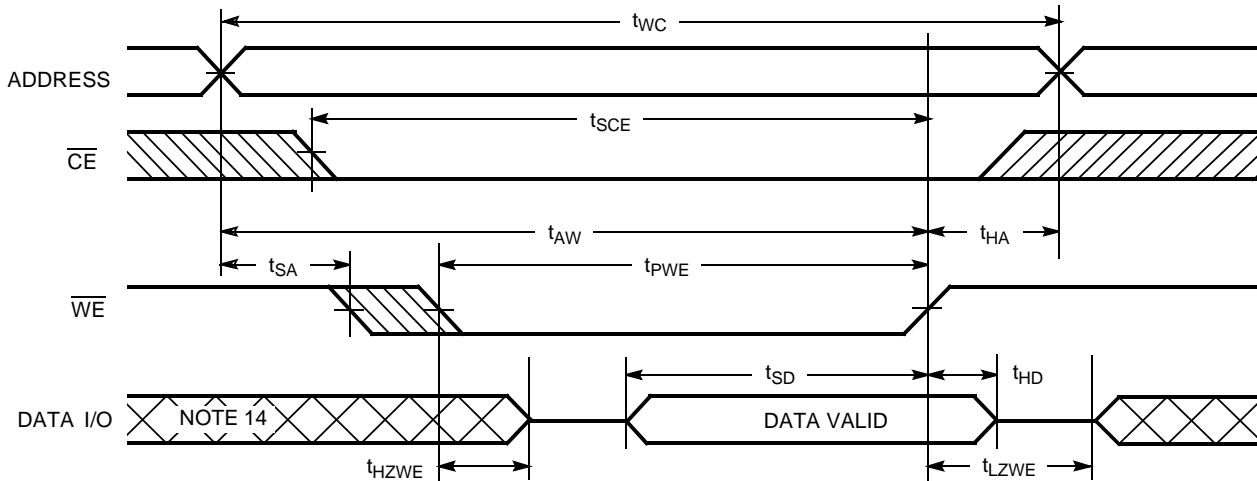 tWC
ADDRESS
tSCE
CE
tAW
tHA
tSA
tPWE
WE
tSD
tHD
DATA I/O
NOTE 14
DATA VALID
tHZWE
tLZWE